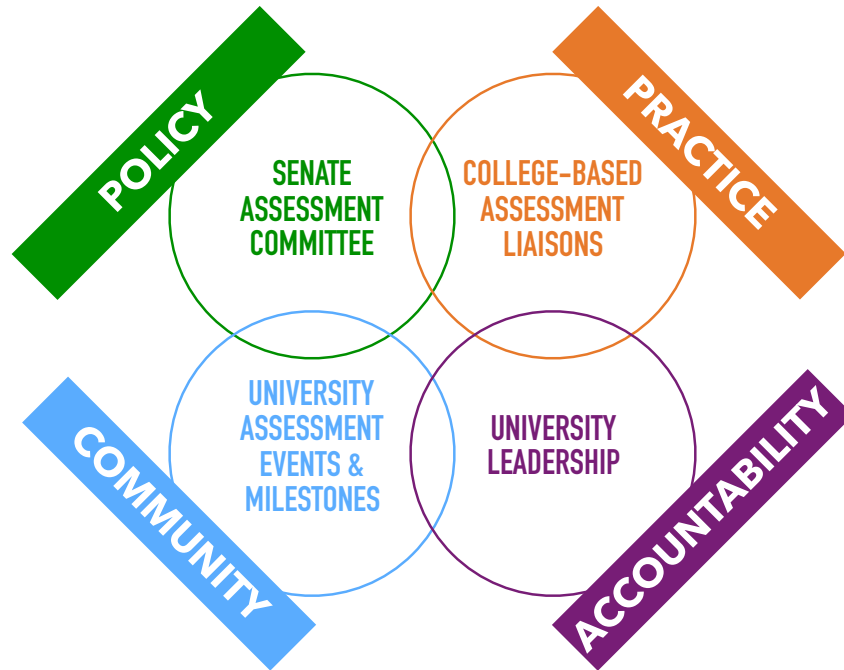 POLICY
SENATE
ASSESSMENT
COMMITTEE
COLLEGE-BASED
ASSESSMENT
LIAISONS
PRACTICE
COMMUNITY
UNIVERSITY
ASSESSMENT
EVENTS &
MILESTONES
UNIVERSITY
LEADERSHIP
ACCOUNTABILITY